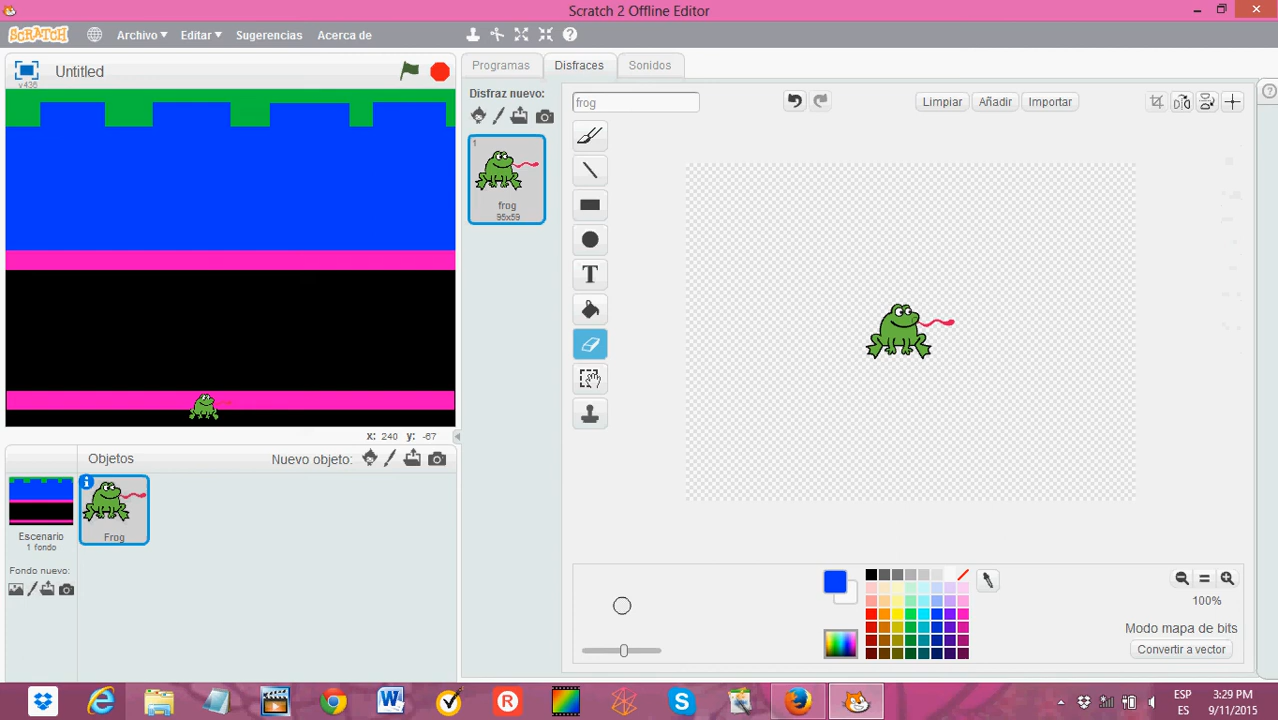 Scratch 2 Offline Editor
SCRATCH Archivo Editar Sugerencias Acerca de
v436 Untitled
Programas Disfraces Sonidos
Disfraz nuevo:
frog
Limpiar Añadir Importar
1
frog
95x59
T
x: 240 y: -67
Objetos Nuevo objeto:
Escenario
1 fondo
Frog
Fondo nuevo:
100%
Modo mapa de bits
Convertir a vector
ESP
ES
3:29 PM
9/11/2015